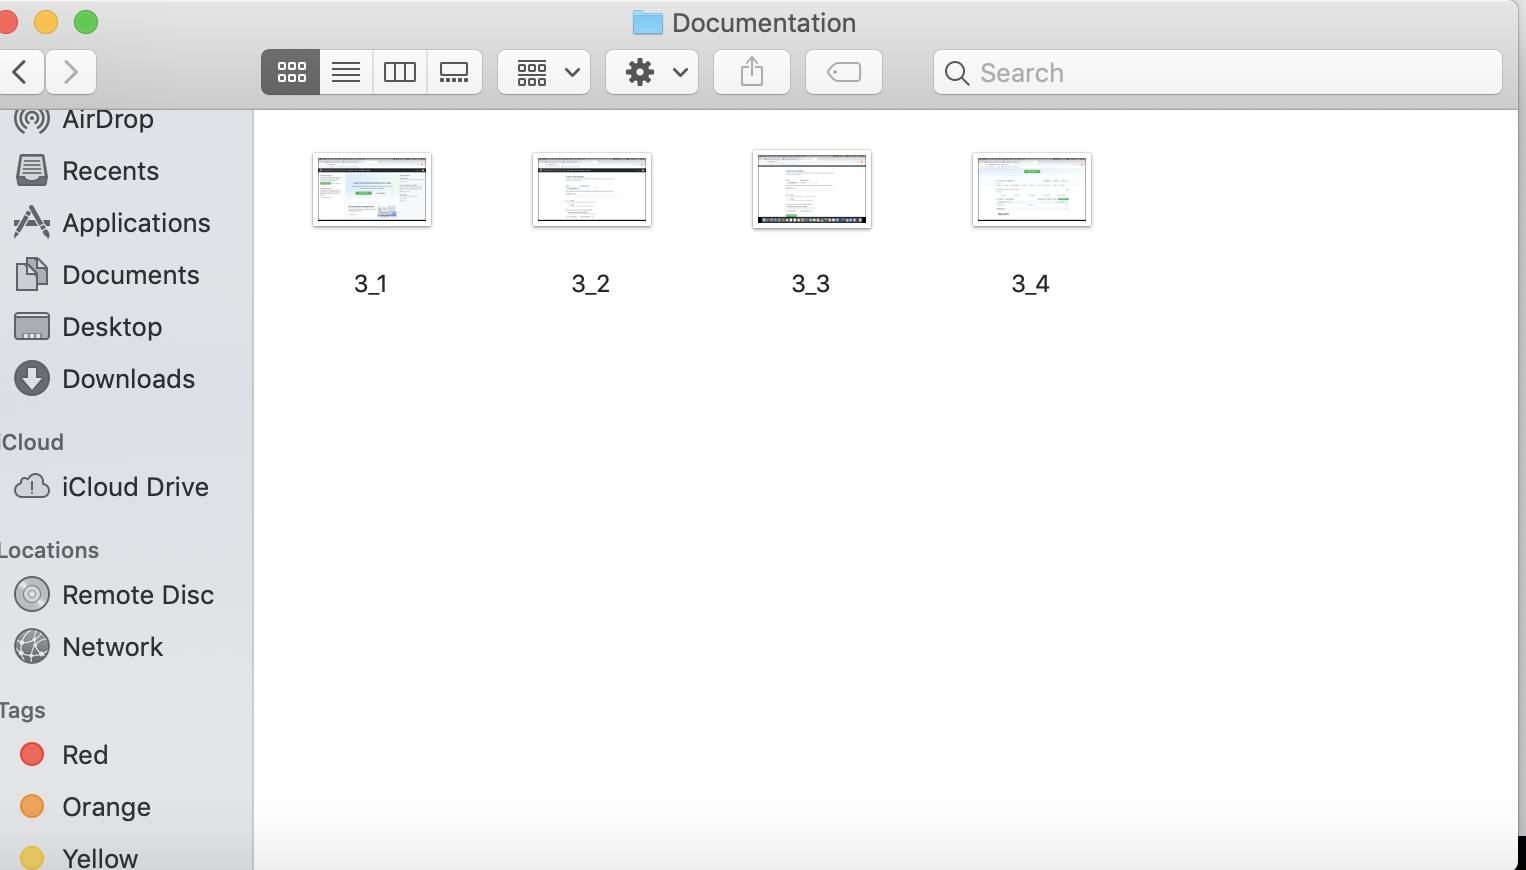 Documentation
Search
AirDrop
Recents
Applications
Documents
Desktop
Downloads
iCloud
iCloud Drive
Locations
Remote Disc
Network
Tags
Red
Orange
Yellow
3_1
3_2
3_3
3_4